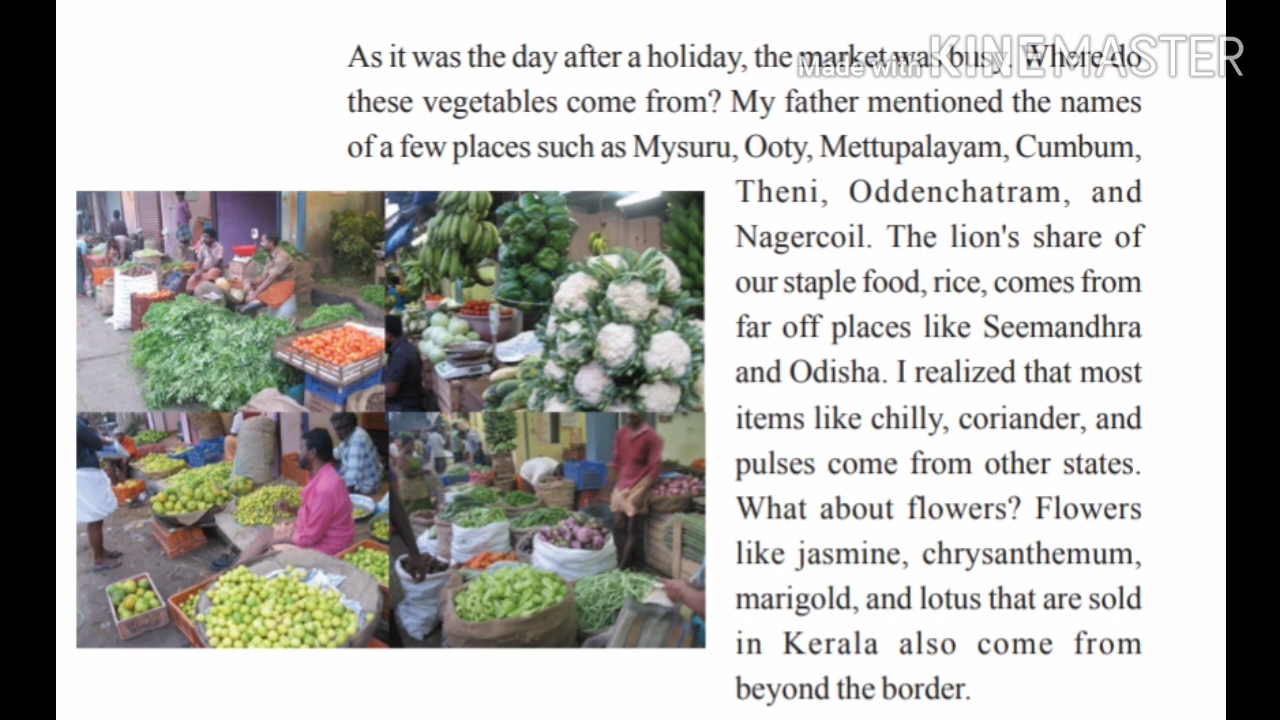 As it was the day after a holiday, the market was busy. Where do
Made with KINEMASTER
these vegetables come from? My father mentioned the names
of a few places such as Mysuru, Ooty, Mettupalayam, Cumbum,
Theni, Oddenchatram, and
Nagercoil. The lion's share of
our staple food, rice, comes from
far off places like Seemandhra
and Odisha. I realized that most
items like chilly, coriander, and
pulses come from other states.
What about flowers? Flowers
like jasmine, chrysanthemum,
marigold, and lotus that are sold
in Kerala also come from
beyond the border.